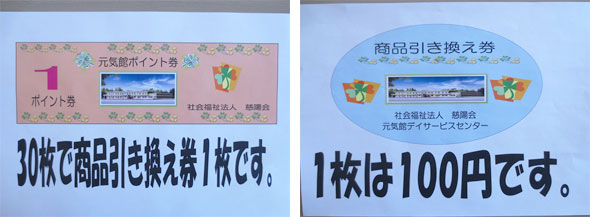 元気館ポイント券
1
ポイント券
社会福祉法人 慈陽会
30枚で商品引き換え券1枚です。
商品引き換え券
社会福祉法人 慈陽会
元気館デイサービスセンター
1枚は100円です。